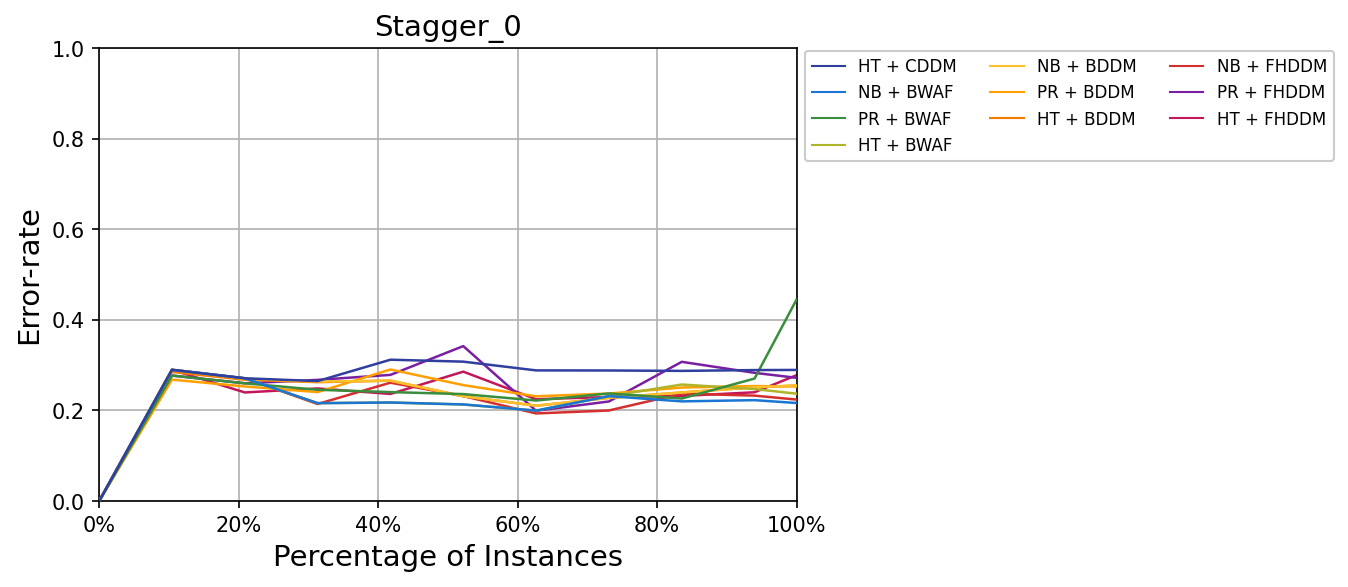 Stagger_0
1.0
0.8
0.6
0.4
0.2
0.0
Error-rate
0% 20% 40% 60% 80% 100%
Percentage of Instances
HT + CDDM
NB + BWAF
PR + BWAF
HT + BWAF
NB + BDDM
PR + BDDM
HT + BDDM
NB + FHDDM
PR + FHDDM
HT + FHDDM